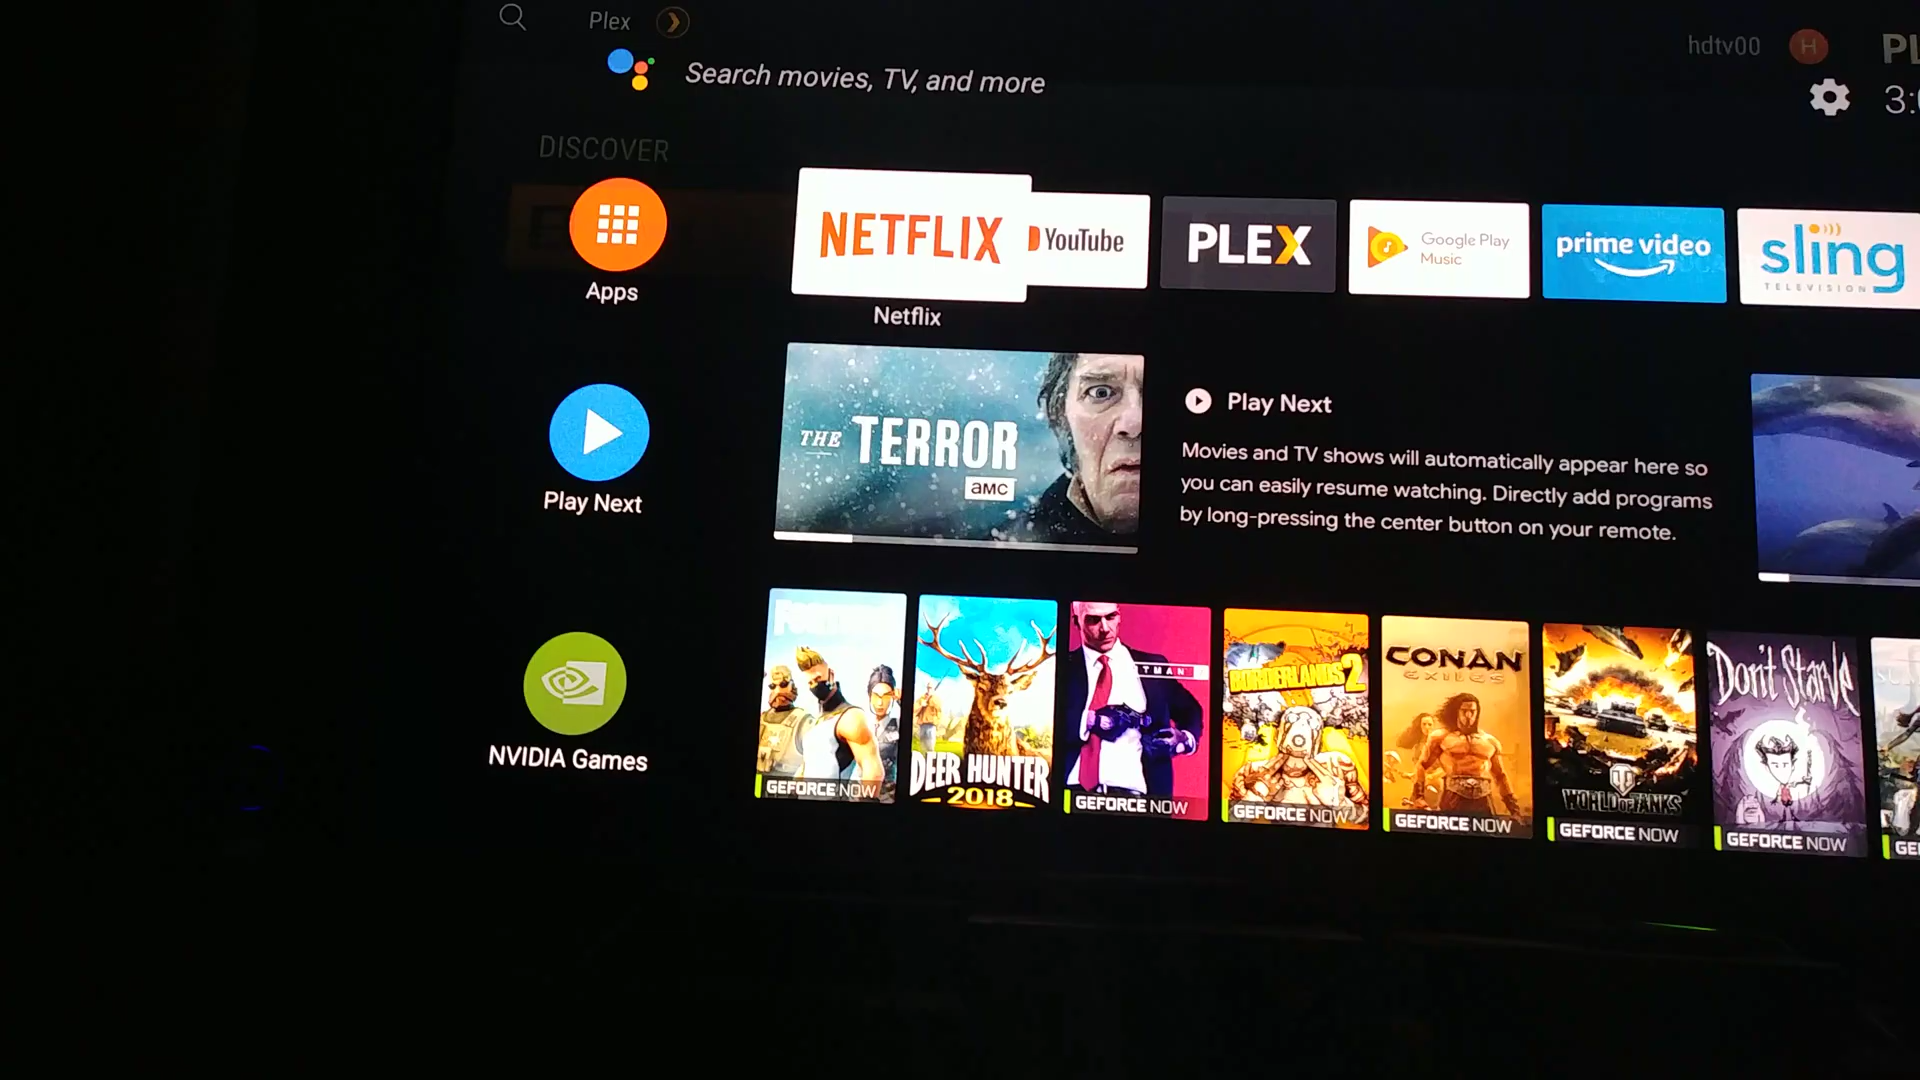 Plex
hdtv00 H
Search movies, TV, and more
DISCOVER
NETFLIX
YouTube
PLEX
Google Play
Music
prime video
sling
TELEVISION
Apps
Netflix
THE TERROR
aMC
Play Next
Movies and TV shows will automatically appear here so
you can easily resume watching. Directly add programs
by long-pressing the center button on your remote.
Play Next
NVIDIA Games
GEFORCE NOW
DEER HUNTER
2018
TMAN
GEFORCE NOW
BORDERLANDS 2
GEFORCE NOW
CONAN
EXILES
GEFORCE NOW
WORLD OF TANKS
GEFORCE NOW
Don't Starve
GEFORCE NOW